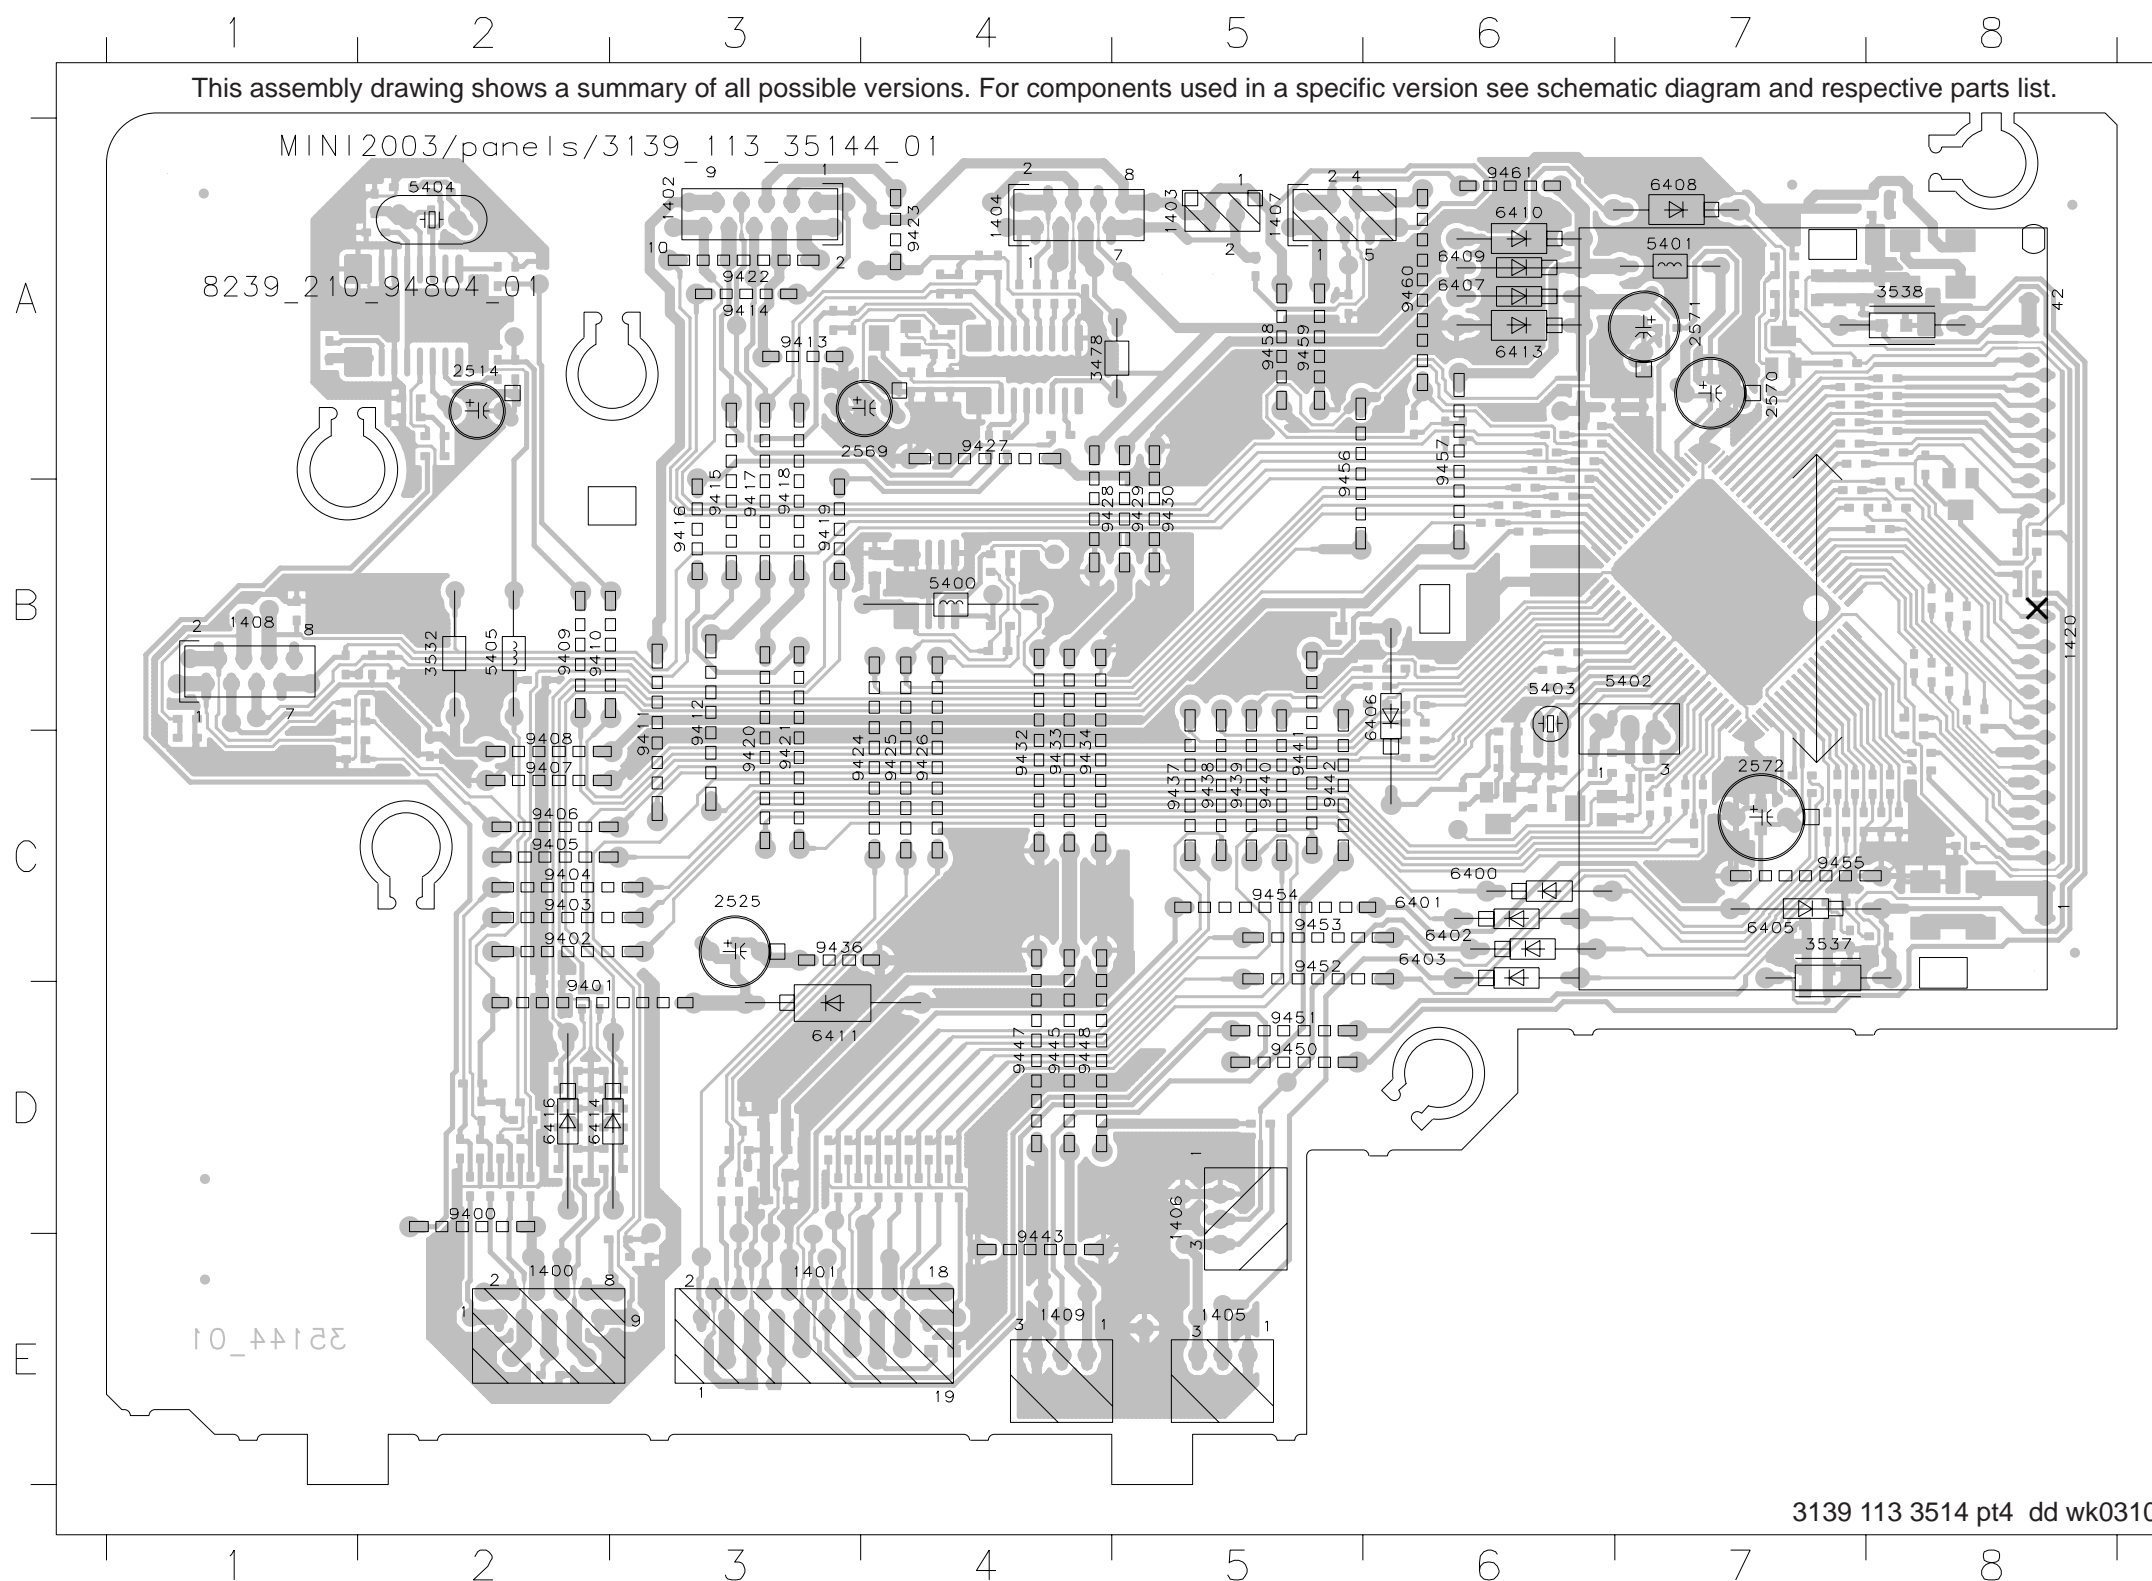 1 2 3 4 5 6 7 8
This assembly drawing shows a summary of all possible versions. For components used in a specific version see schematic diagram and respective parts list.
MINI2003/panels/3139_113_35144_01
9 1 2 8 1 2 4 9461
5404 1402 9423 1404 1403 1407 6408
6410
10 2 1 7 2 1 5 6409 5401
9422
8239_210_94804_01
A
9414 9460 6407 3538 42
2571
9413 3478 9458 9459 6413
2514
2570
2569 9427 9456 9457
9415 9417 9418
9416 9419 9428 9429 9430
5400
B
2 1408 8
3532 5405 9409 9410 1420
1 7
9411 9412 6406 5403 5402
9408 9420 9421 9424 9425 9426 9432 9433 9434 9441
9407 9437 9438 9439 9440 9442 1 3 2572
9406
C
9405 6400 9455
9404
9403 2525 9454 6401 1
9453
9402 9436 6402 6405 3537
9401 9452 6403
6411 9447 9445 9448 9451
9450
D
6416 6414
1
1406
9400 3
9443
2 1400 8 2 1401 18
1 9 3 1409 1 1405
3 1
35144_01
E
1 19
3139 113 3514 pt4 dd wk0310
1 2 3 4 5 6 7 8